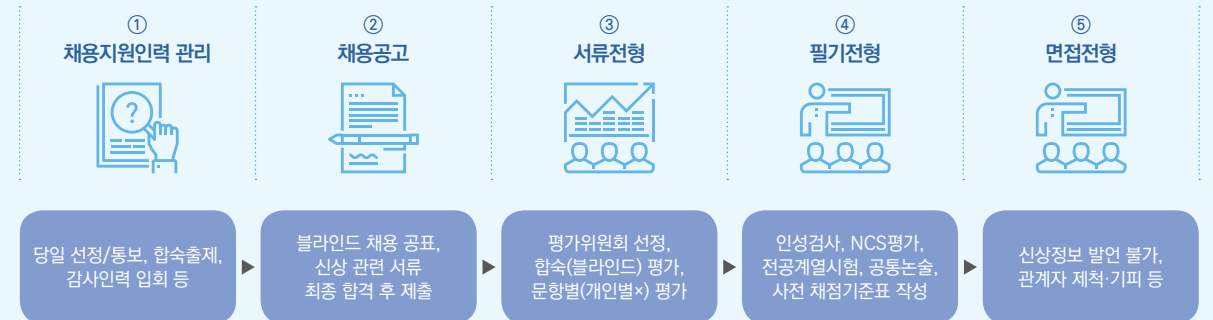 ①
채용지원인력 관리
②
채용공고
③
서류전형
④
필기전형
⑤
면접전형
?
당일 선정/통보, 합숙출제,
감사인력 입회 등
블라인드 채용 공표,
신상 관련 서류
최종 합격 후 제출
평가위원회 선정,
합숙(블라인드) 평가,
문항별(개인별×) 평가
인성검사, NCS평가,
전공계열시험, 공통논술,
사전 채점기준표 작성
신상정보 발언 불가,
관계자 제척·기피 등